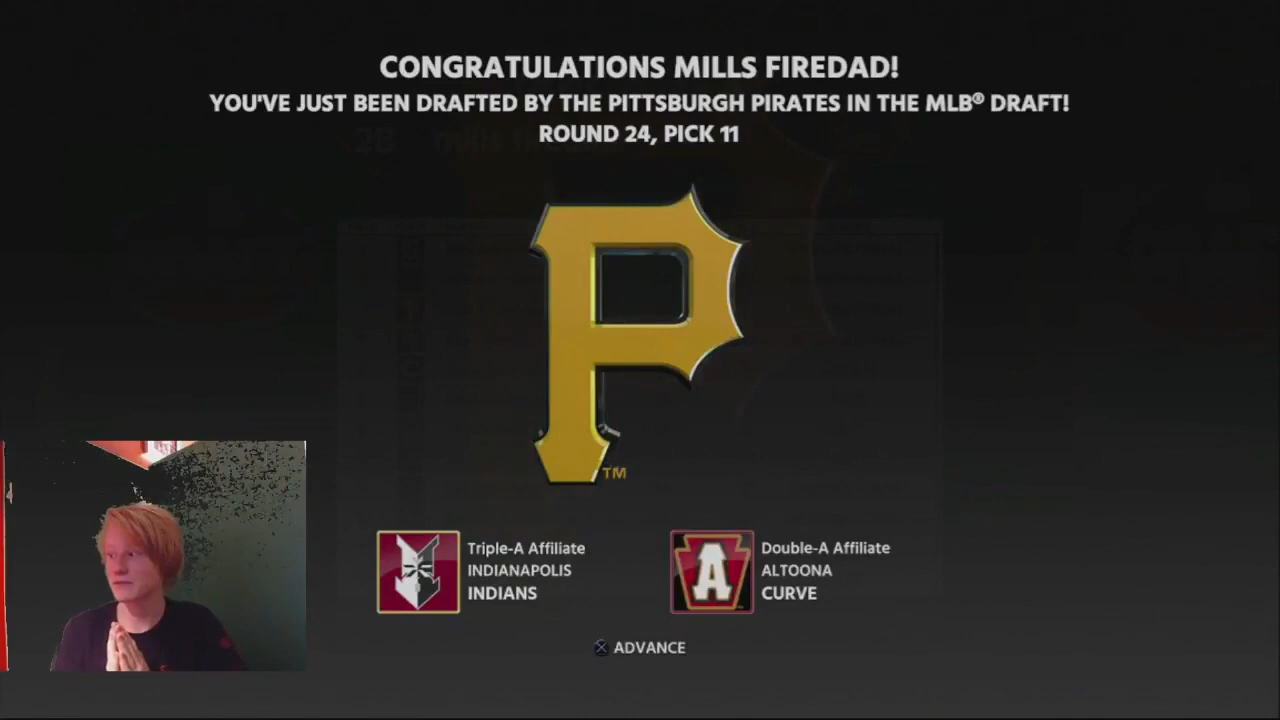 CONGRATULATIONS MILLS FIREDAD!
YOU'VE JUST BEEN DRAFTED BY THE PITTSBURGH PIRATES IN THE MLB® DRAFT!
ROUND 24, PICK 11
P
TM
Triple-A Affiliate
INDIANAPOLIS
INDIANS
A
Double-A Affiliate
ALTOONA
CURVE
ADVANCE